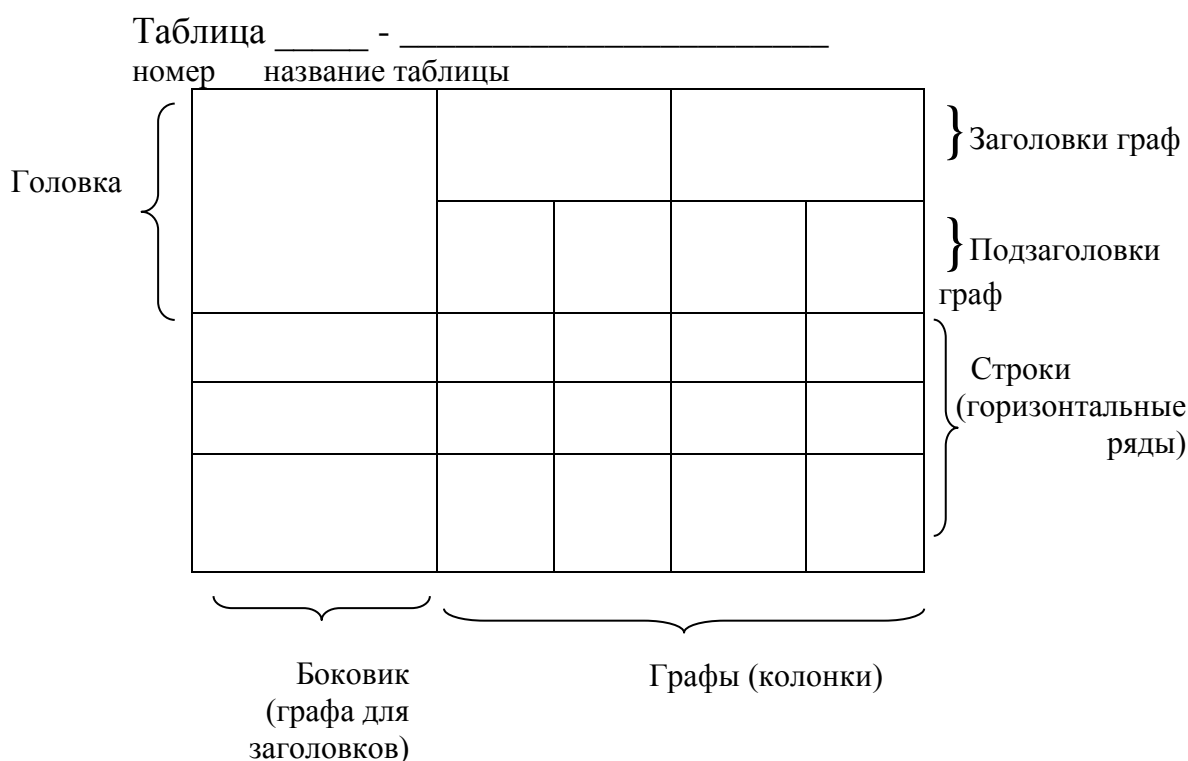 Таблица _____ - _______________________
номер название таблицы
Заголовки граф
Головка
Подзаголовки
граф
Строки
(горизонтальные
ряды)
Боковик
(графа для
заголовков)
Графы (колонки)